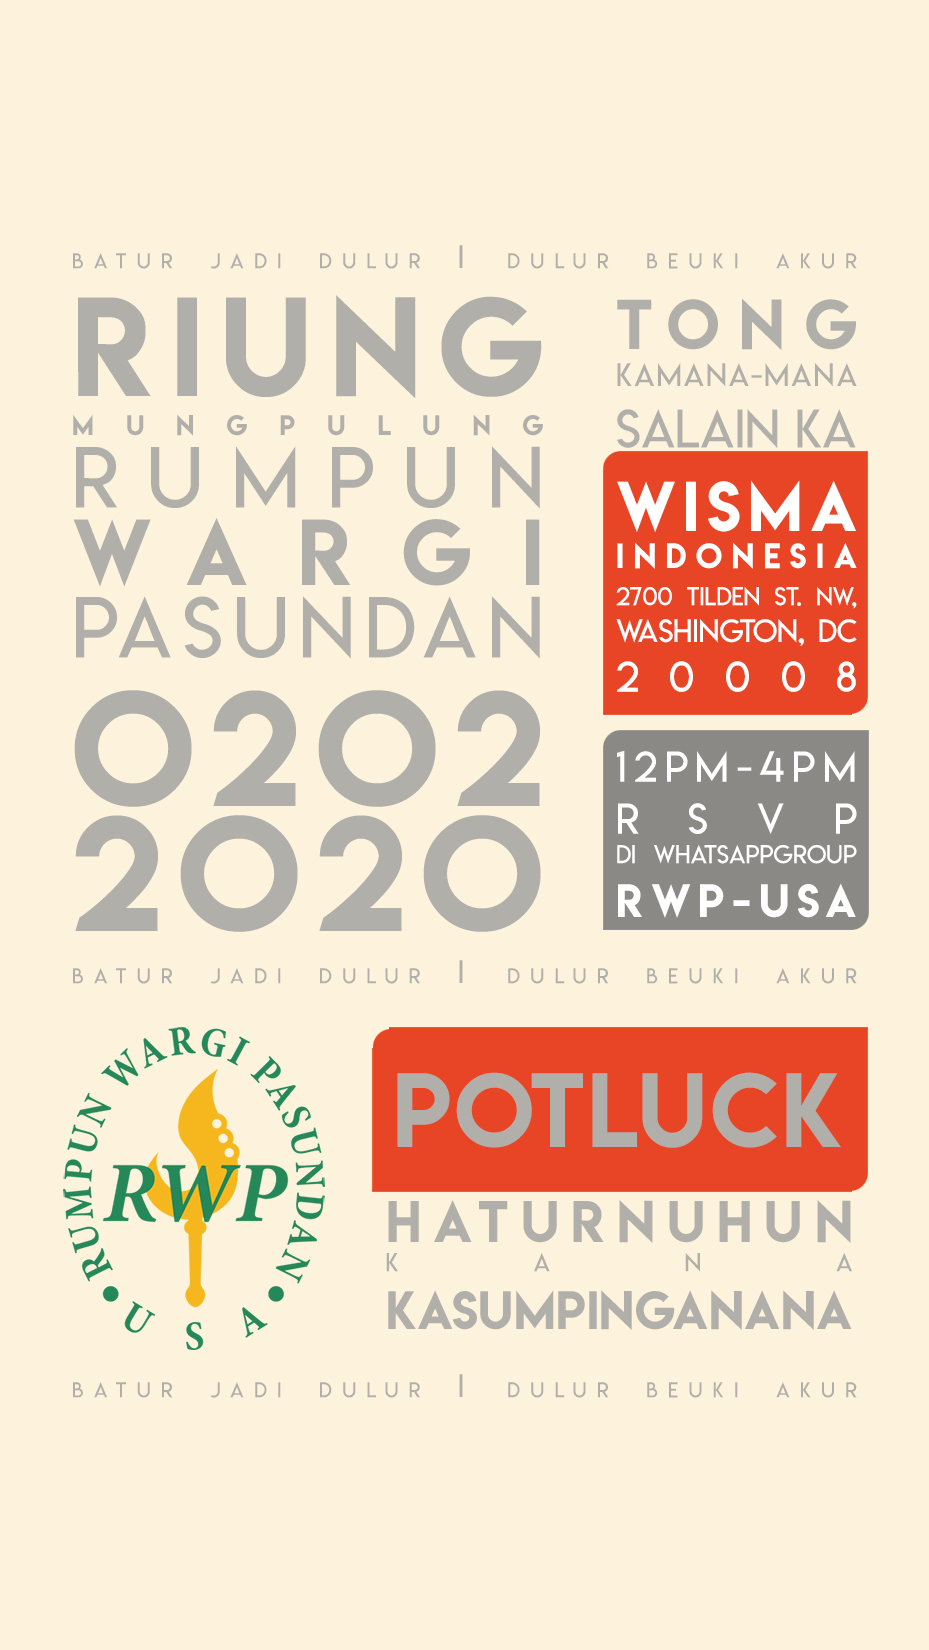 BATUR JADI DULUR | DULUR BEUKI AKUR
RIUNG
MUNGPULUNG
RUMPUN
WARGI
PASUNDAN
0202
2020
TONG
KAMANA-MANA
SALAIN KA
WISMA
INDONESIA
2700 TILDEN ST. NW,
WASHINGTON, DC
20008
12PM-4PM
RSVP
DI WHATSAPPGROUP
RWP-USA
BATUR JADI DULUR | DULUR BEUKI AKUR
RUMPUN WARGI PASUNDAN
RWP
• USA •
POTLUCK
HATURNUHUN
KANA
KASUMPINGANANA
BATUR JADI DULUR | DULUR BEUKI AKUR